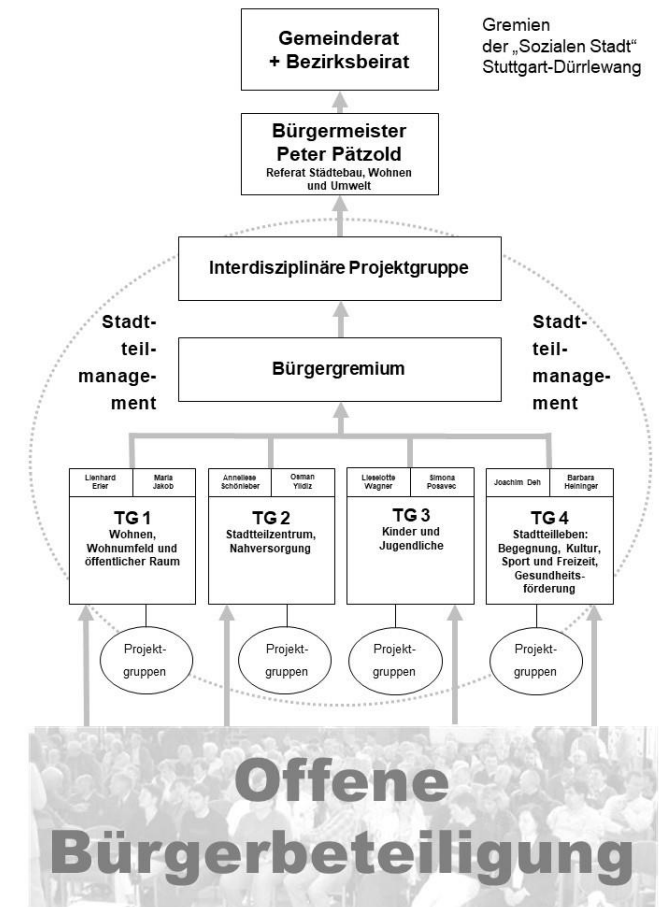 Gremien
der „Sozialen Stadt“
Stuttgart-Dürrlewang
Gemeinderat
+ Bezirksbeirat
Bürgermeister
Peter Pätzold
Referat Städtebau, Wohnen
und Umwelt
Interdisziplinäre Projektgruppe
Stadt-
teil-
manage-
ment
Stadt-
teil-
manage-
ment
Bürgergremium
Lienhard
Erler
Maria
Jakob
TG 1
Wohnen,
Wohnumfeld und
öffentlicher Raum
Anneliese
Schönleber
Osman
Yildiz
TG 2
Stadtteilzentrum,
Nahversorgung
Lieselotte
Wagner
Simona
Posavec
TG 3
Kinder und
Jugendliche
Joachim Deh
Barbara
Heininger
TG 4
Stadtteilleben:
Begegnung, Kultur,
Sport und Freizeit,
Gesundheits-
förderung
Projekt-
gruppen
Projekt-
gruppen
Projekt-
gruppen
Projekt-
gruppen
Offene
Bürgerbeteiligung